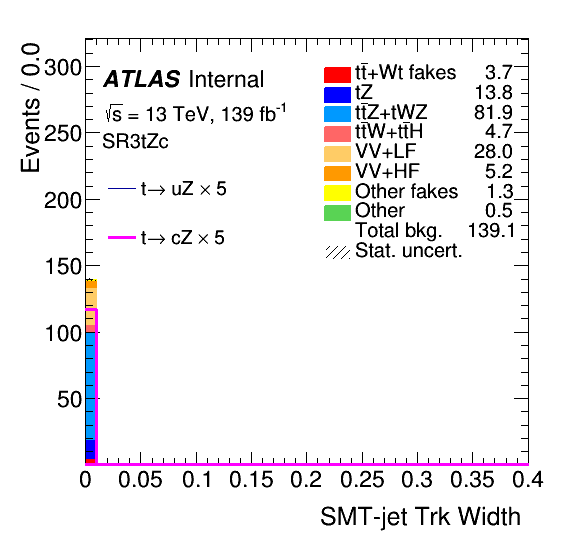 Events / 0.0
300
250
200
150
100
50
ATLAS Internal
√s = 13 TeV, 139 fb⁻¹
SR3tZc
t→ uZ × 5
t→ cZ × 5
tt̄+Wt fakes 3.7
tZ 13.8
tt̄Z+tWZ 81.9
tt̄W+tt̄H 4.7
VV+LF 28.0
VV+HF 5.2
Other fakes 1.3
Other 0.5
Total bkg. 139.1
Stat. uncert.
0 0.05 0.1 0.15 0.2 0.25 0.3 0.35 0.4
SMT-jet Trk Width